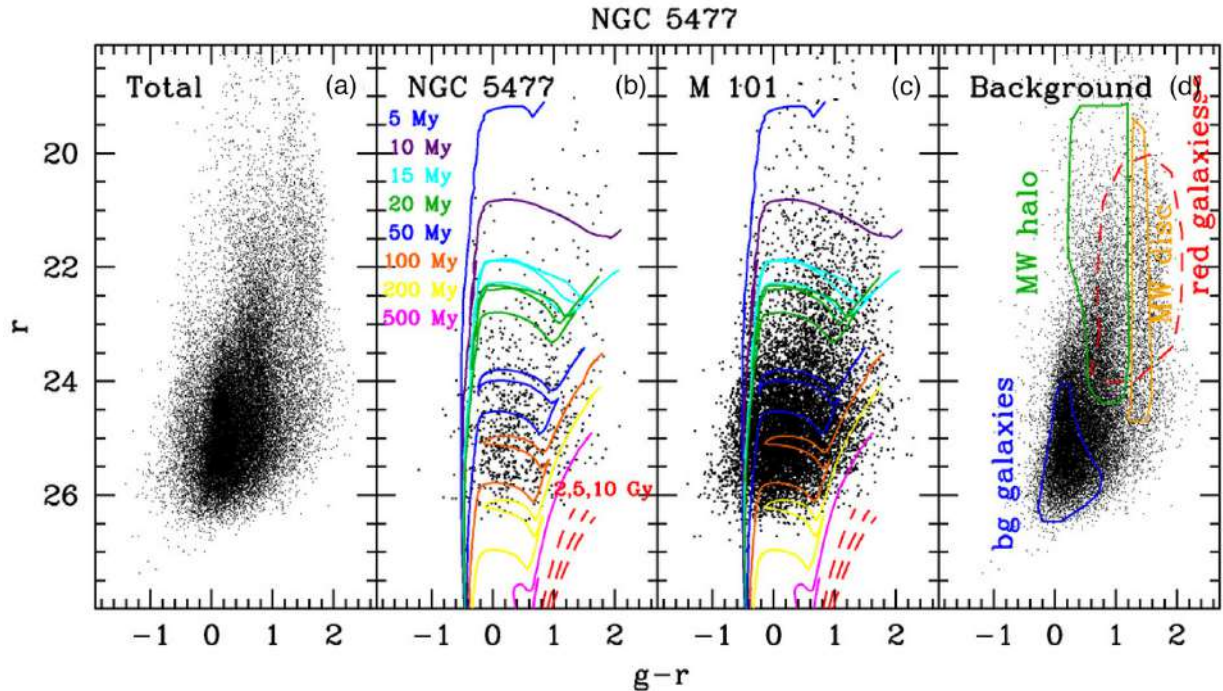 NGC 5477
Total (a)
NGC 5477 (b)
M 101 (c)
Background (d)
5 My
10 My
15 My
20 My
50 My
100 My
200 My
500 My
2,5,10 Gy
MW halo
MW disc
red galaxies
bg galaxies
r
20
22
24
26
-1 0 1 2
-1 0 1 2
-1 0 1 2
-1 0 1 2
g-r